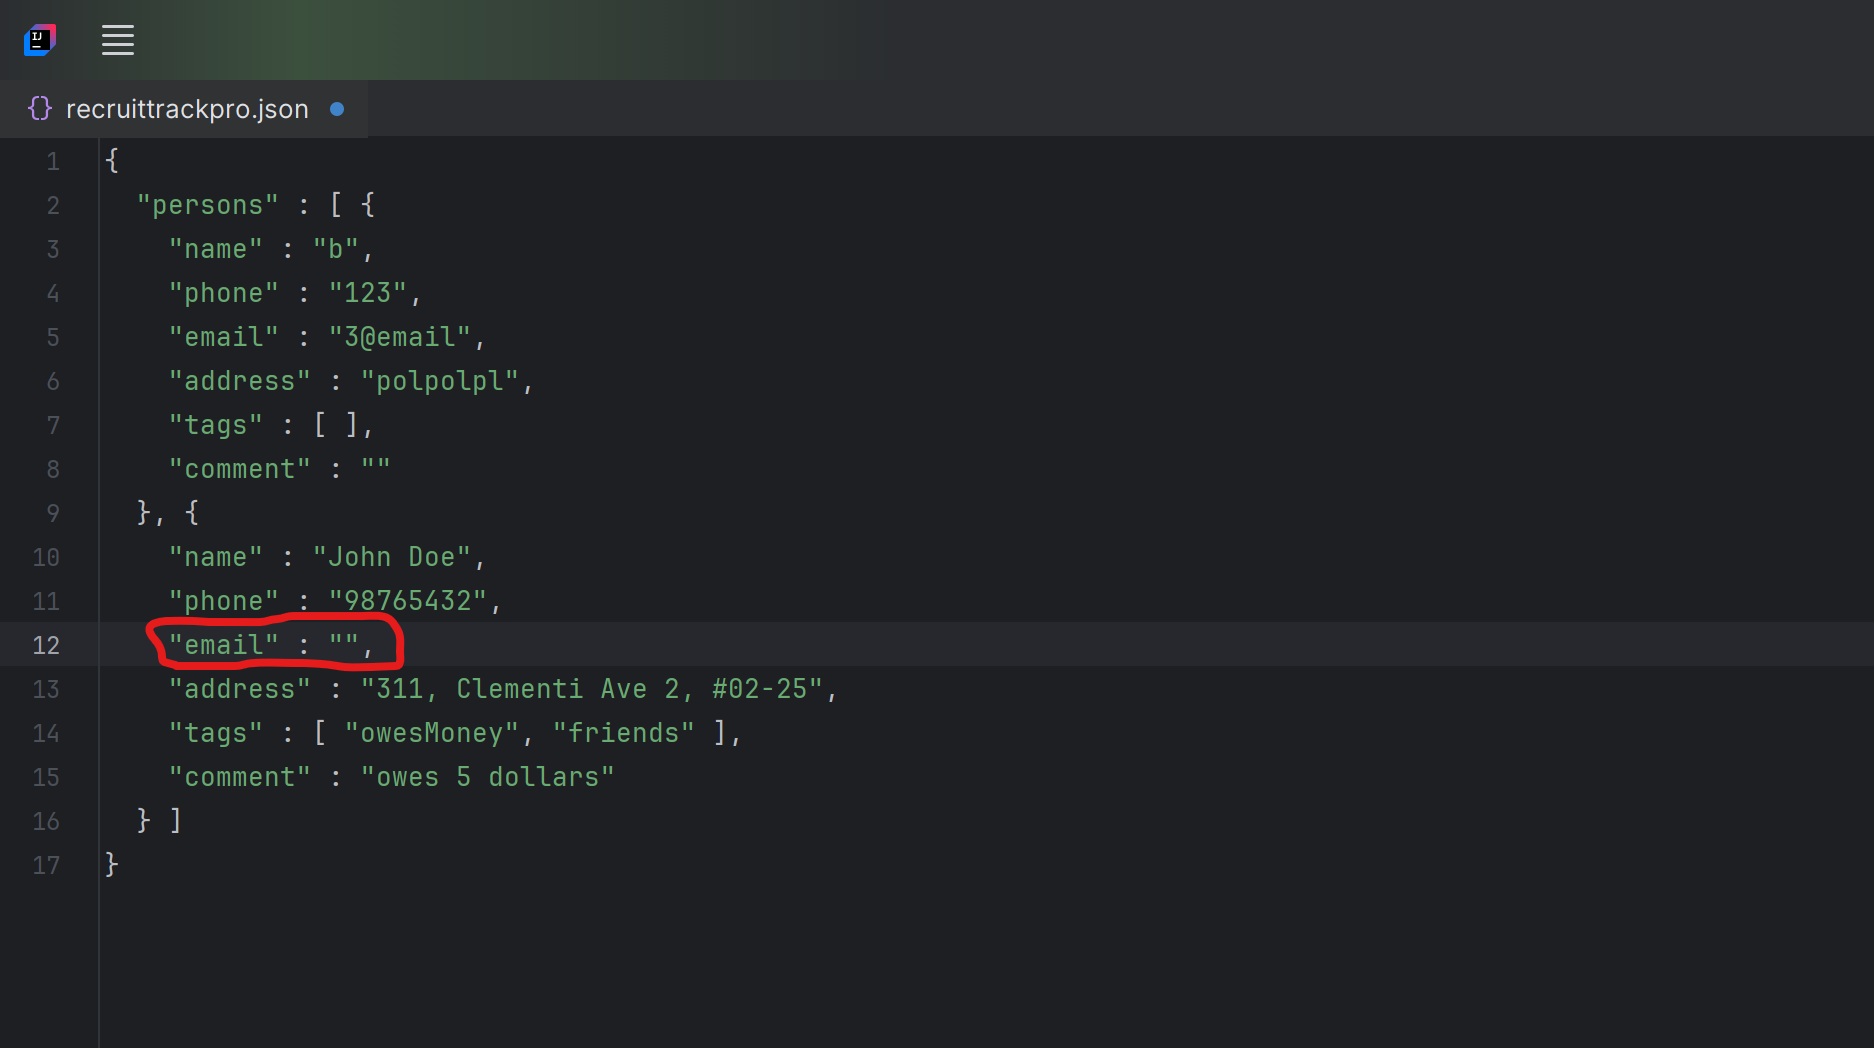 IJ
recruittrackpro.json
1 {
2 "persons" : [ {
3 "name" : "b",
4 "phone" : "123",
5 "email" : "3@email",
6 "address" : "polpolpl",
7 "tags" : [ ],
8 "comment" : ""
9 }, {
10 "name" : "John Doe",
11 "phone" : "98765432",
12 "email" : "",
13 "address" : "311, Clementi Ave 2, #02-25",
14 "tags" : [ "owesMoney", "friends" ],
15 "comment" : "owes 5 dollars"
16 } ]
17 }